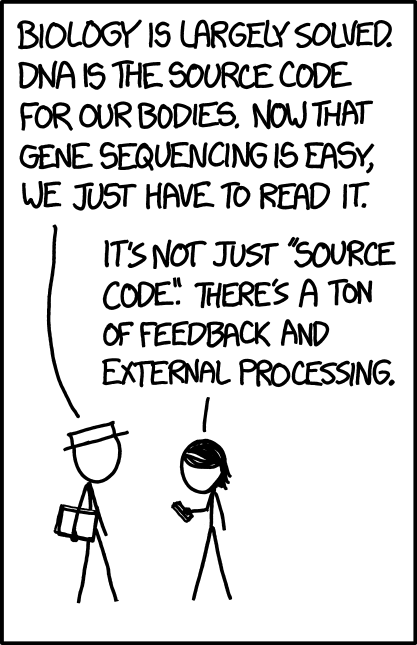 BIOLOGY IS LARGELY SOLVED.
DNA IS THE SOURCE CODE
FOR OUR BODIES. NOW THAT
GENE SEQUENCING IS EASY,
WE JUST HAVE TO READ IT.
IT'S NOT JUST "SOURCE
CODE". THERE'S A TON
OF FEEDBACK AND
EXTERNAL PROCESSING.